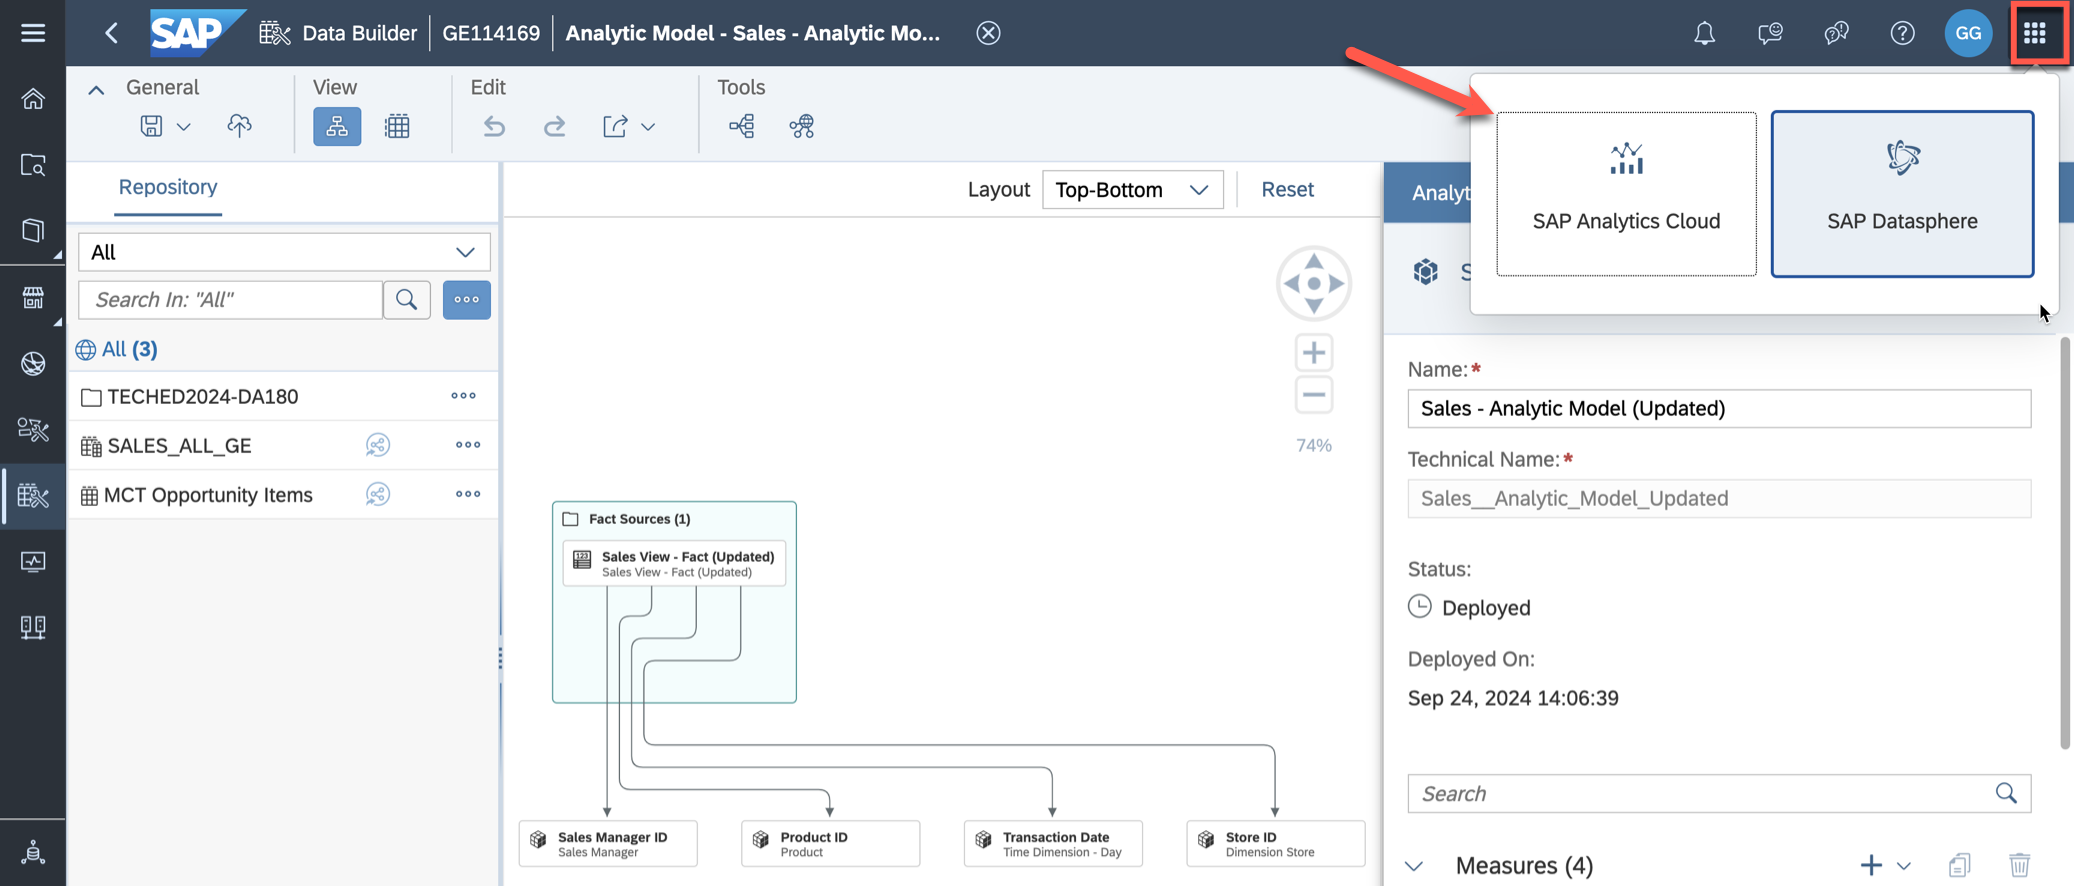 SAP Data Builder GE114169 Analytic Model - Sales - Analytic Mo... GG
General View Edit Tools
SAP Analytics Cloud SAP Datasphere
Repository
Layout Top-Bottom Reset
Analyt
All
S
Search In: "All"
All (3)
TECHED2024-DA180
SALES_ALL_GE
MCT Opportunity Items
74%
Fact Sources (1)
123
Sales View - Fact (Updated)
Sales View - Fact (Updated)
Sales Manager ID
Sales Manager
Product ID
Product
Transaction Date
Time Dimension - Day
Store ID
Dimension Store
Name:*
Sales - Analytic Model (Updated)
Technical Name:*
Sales__Analytic_Model_Updated
Status:
Deployed
Deployed On:
Sep 24, 2024 14:06:39
Search
Measures (4)